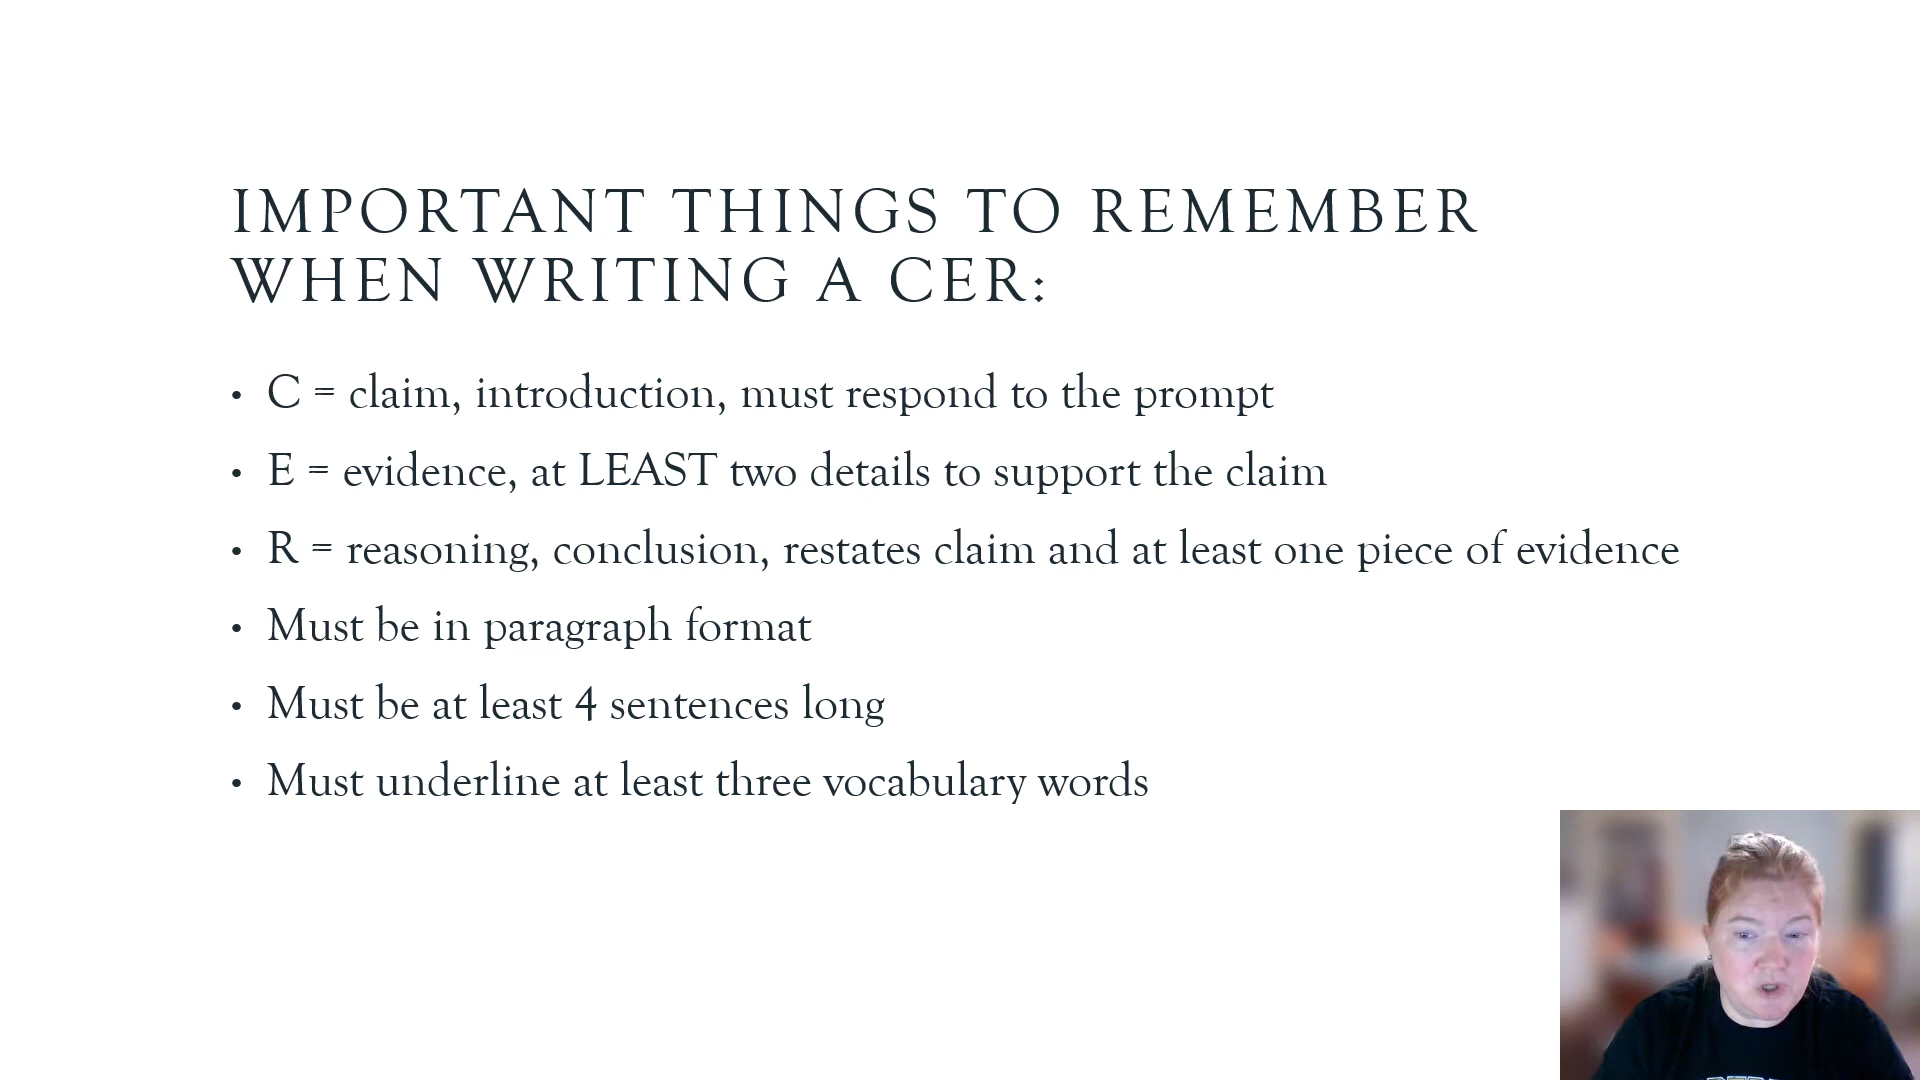 IMPORTANT THINGS TO REMEMBER
WHEN WRITING A CER:
• C = claim, introduction, must respond to the prompt
• E = evidence, at LEAST two details to support the claim
• R = reasoning, conclusion, restates claim and at least one piece of evidence
• Must be in paragraph format
• Must be at least 4 sentences long
• Must underline at least three vocabulary words